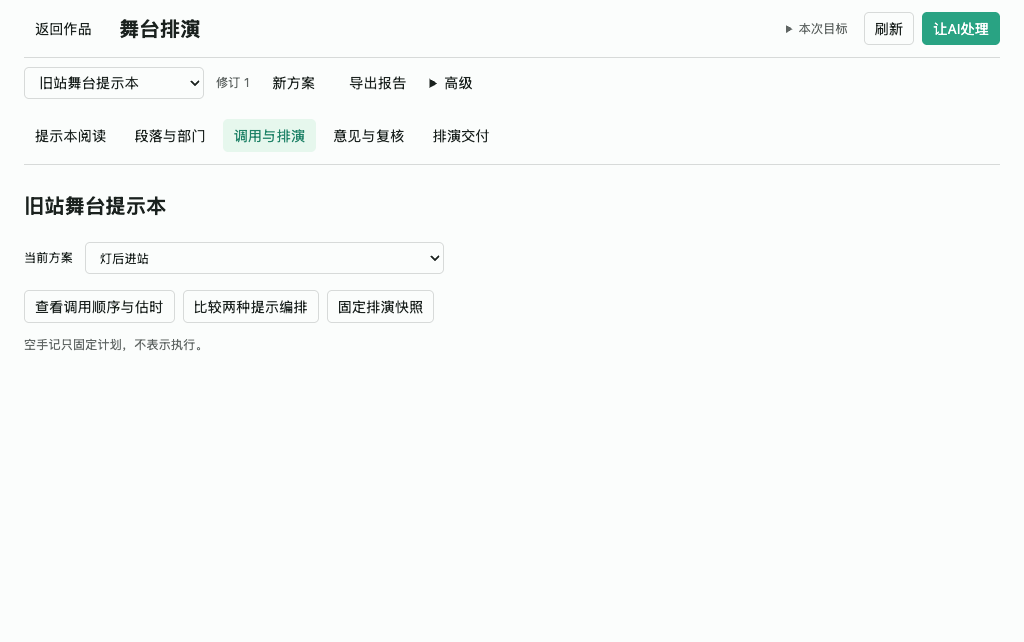 返回作品 舞台排演 ▶ 本次目标 刷新 让AI处理
旧站舞台提示本 修订 1 新方案 导出报告 ▶ 高级
提示本阅读 段落与部门 调用与排演 意见与复核 排演交付
旧站舞台提示本
当前方案 灯后进站
查看调用顺序与估时 比较两种提示编排 固定排演快照
空手记只固定计划，不表示执行。